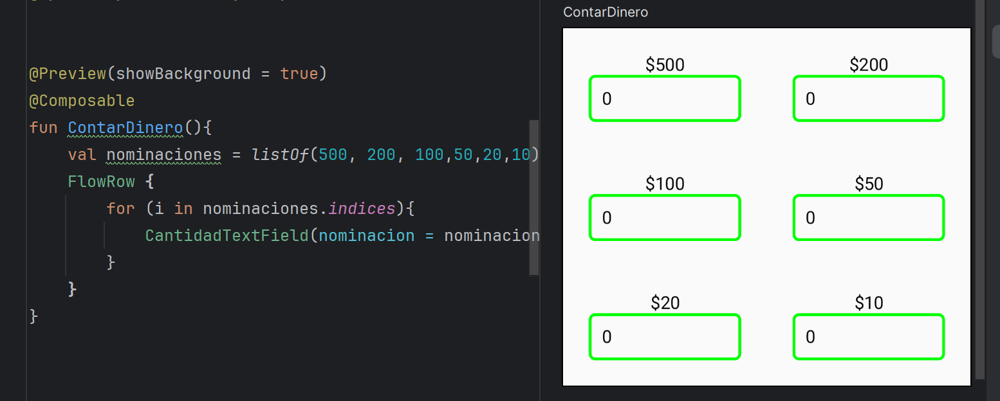 ContarDinero
@Preview(showBackground = true)
@Composable
fun ContarDinero(){
val nominaciones = listOf(500, 200, 100,50,20,10)
FlowRow {
for (i in nominaciones.indices){
CantidadTextField(nominacion = nominacion
}
}
}
$500 $200
0 0
$100 $50
0 0
$20 $10
0 0